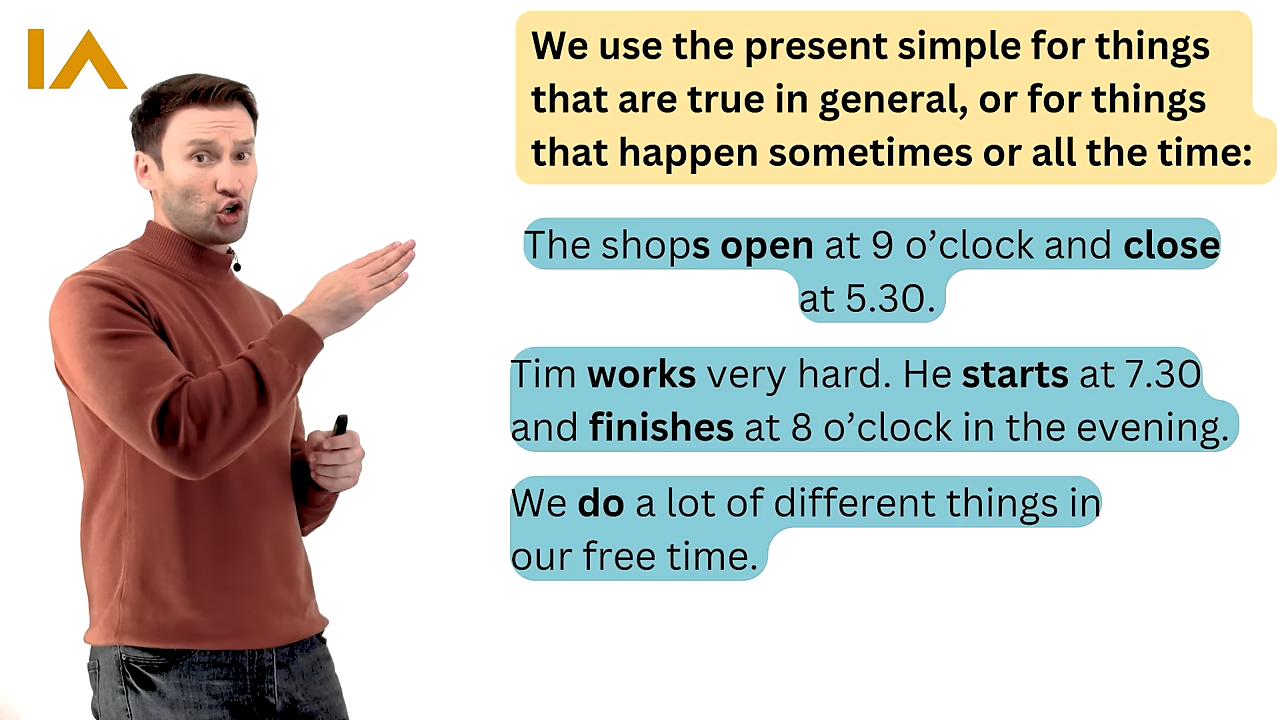 IA
We use the present simple for things
that are true in general, or for things
that happen sometimes or all the time:
The shops open at 9 o’clock and close
at 5.30.
Tim works very hard. He starts at 7.30
and finishes at 8 o’clock in the evening.
We do a lot of different things in
our free time.